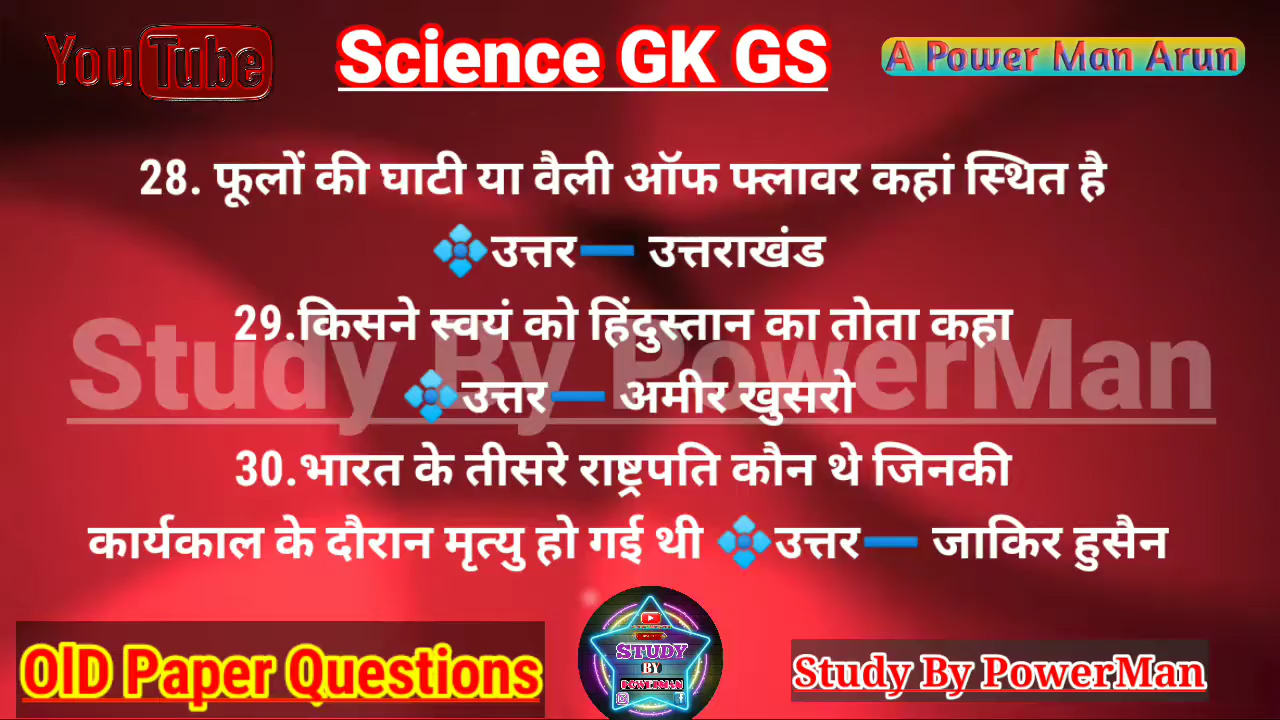 YouTube
Science GK GS
A Power Man Arun
28. फूलों की घाटी या वैली ऑफ फ्लावर कहां स्थित है
💠उत्तर➖ उत्तराखंड
29.किसने स्वयं को हिंदुस्तान का तोता कहा
Study By PowerMan
💠उत्तर➖ अमीर खुसरो
30.भारत के तीसरे राष्ट्रपति कौन थे जिनकी
कार्यकाल के दौरान मृत्यु हो गई थी 💠उत्तर➖ जाकिर हुसैन
OlD Paper Questions
STUDY
BY
POWERMAN
Study By PowerMan